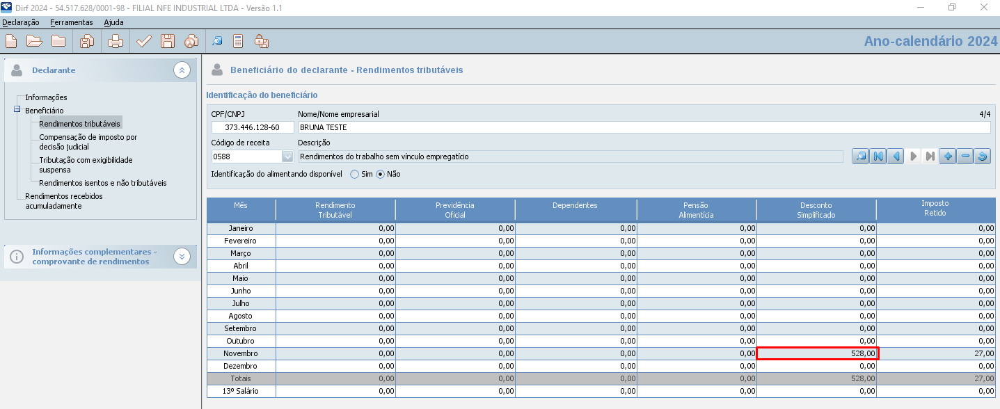 Dirf 2024 - 54.517.628/0001-98 - FILIAL NFE INDUSTRIAL LTDA - Versão 1.1
Declaração Ferramentas Ajuda
Ano-calendário 2024
Declarante
Informações
Beneficiário
Rendimentos tributáveis
Compensação de imposto por
decisão judicial
Tributação com exigibilidade
suspensa
Rendimentos isentos e não tributáveis
Rendimentos recebidos
acumuladamente
Informações complementares -
comprovante de rendimentos
Beneficiário do declarante - Rendimentos tributáveis
Identificação do beneficiário
CPF/CNPJ Nome/Nome empresarial 4/4
373.446.128-60 BRUNA TESTE
Código de receita Descrição
0588 Rendimentos do trabalho sem vínculo empregatício
Identificação do alimentando disponível Sim Não
Mês Rendimento Tributável Previdência Oficial Dependentes Pensão Alimentícia Desconto Simplificado Imposto Retido
Janeiro 0,00 0,00 0,00 0,00 0,00 0,00
Fevereiro 0,00 0,00 0,00 0,00 0,00 0,00
Março 0,00 0,00 0,00 0,00 0,00 0,00
Abril 0,00 0,00 0,00 0,00 0,00 0,00
Maio 0,00 0,00 0,00 0,00 0,00 0,00
Junho 0,00 0,00 0,00 0,00 0,00 0,00
Julho 0,00 0,00 0,00 0,00 0,00 0,00
Agosto 0,00 0,00 0,00 0,00 0,00 0,00
Setembro 0,00 0,00 0,00 0,00 0,00 0,00
Outubro 0,00 0,00 0,00 0,00 0,00 0,00
Novembro 0,00 0,00 0,00 0,00 528,00 27,00
Dezembro 0,00 0,00 0,00 0,00 0,00 0,00
Totais 0,00 0,00 0,00 0,00 528,00 27,00
13º Salário 0,00 0,00 0,00 0,00 0,00 0,00